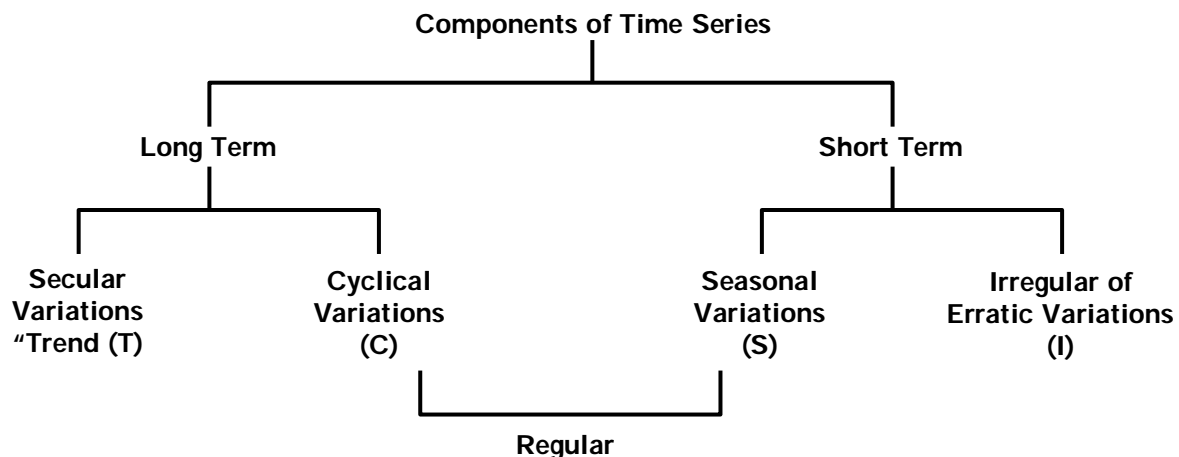 Components of Time Series
Long Term
Short Term
Secular
Variations
“Trend (T)
Cyclical
Variations
(C)
Seasonal
Variations
(S)
Irregular of
Erratic Variations
(I)
Regular